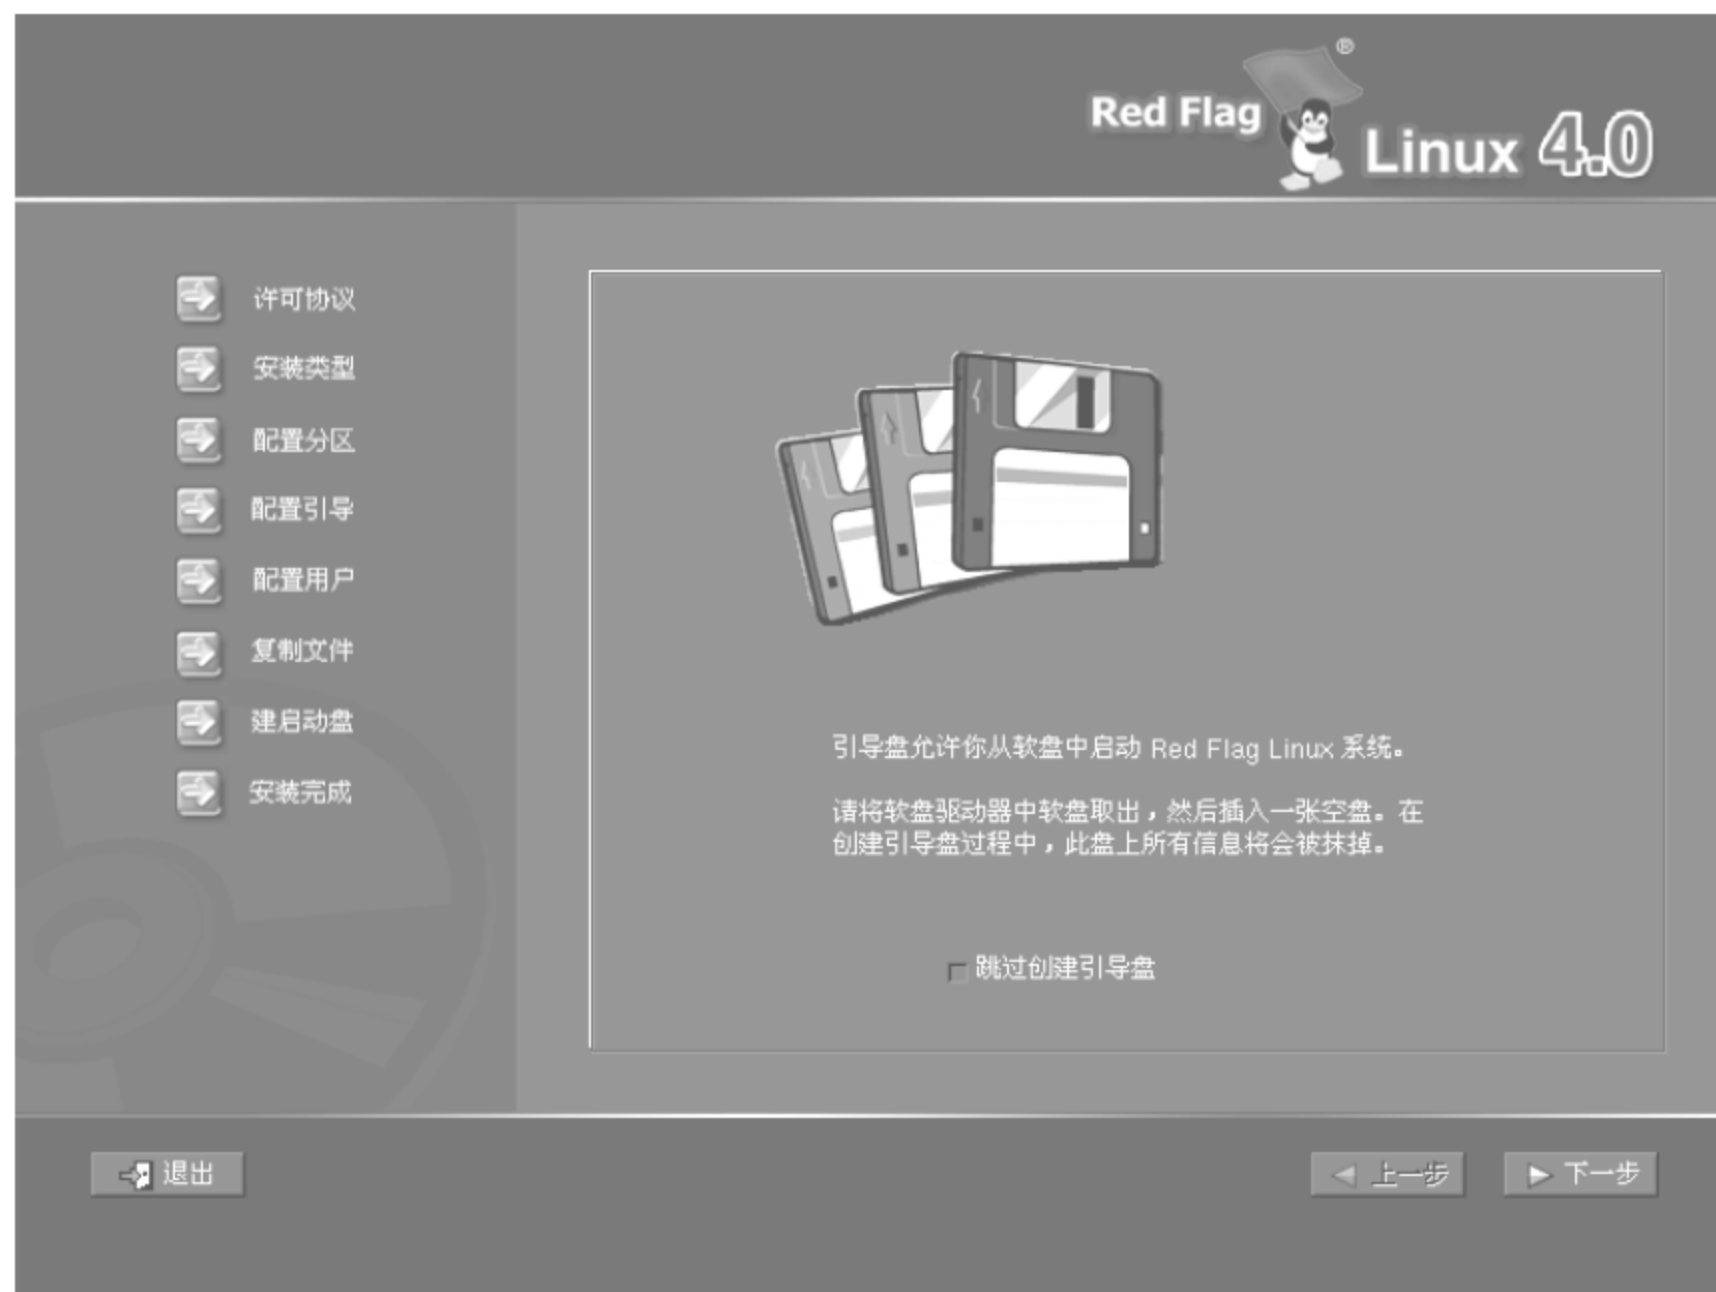 ®
Red Flag
Linux 4.0
许可协议
安装类型
配置分区
配置引导
配置用户
复制文件
建启动盘
安装完成
引导盘允许你从软盘中启动 Red Flag Linux 系统。
请将软盘驱动器中软盘取出，然后插入一张空盘。在
创建引导盘过程中，此盘上所有信息将会被抹掉。
跳过创建引导盘
退出
上一步
下一步